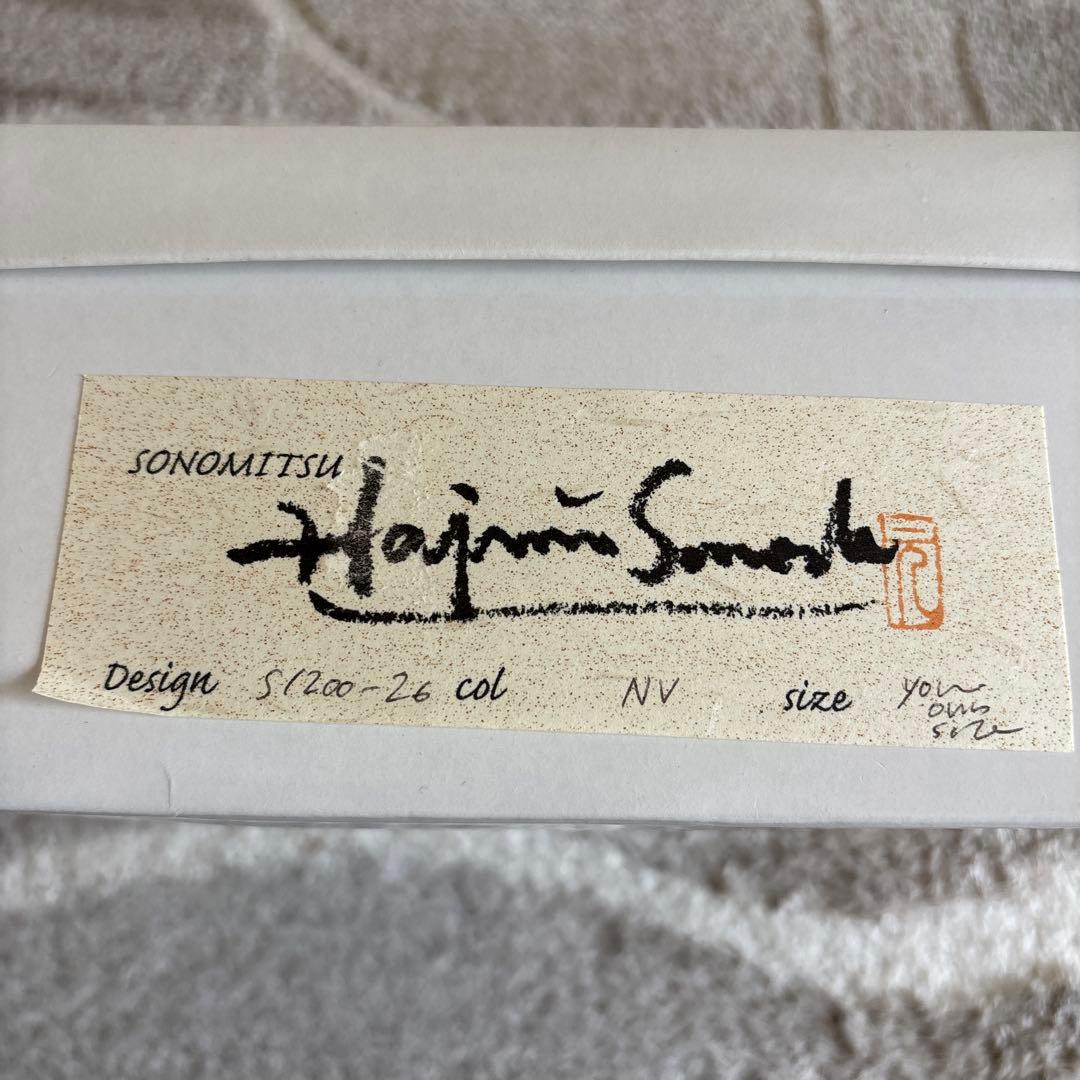 SONOMITSU
Hajime Sonoda
Design S1200-26 col NV size your
own
size